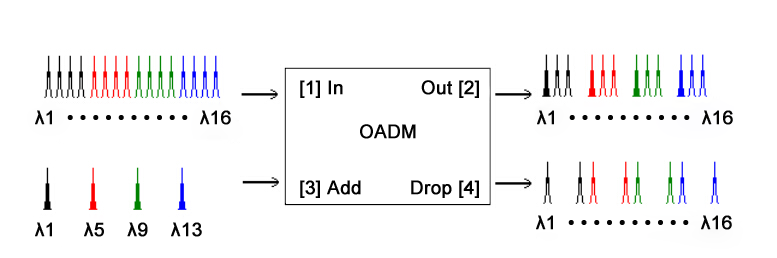 [1] In
Out [2]
λ1 • • • • • • • • • • λ16
OADM
λ1 • • • • • • • • • λ16
[3] Add
Drop [4]
λ1 λ5 λ9 λ13
λ1 • • • • • • • • • λ16